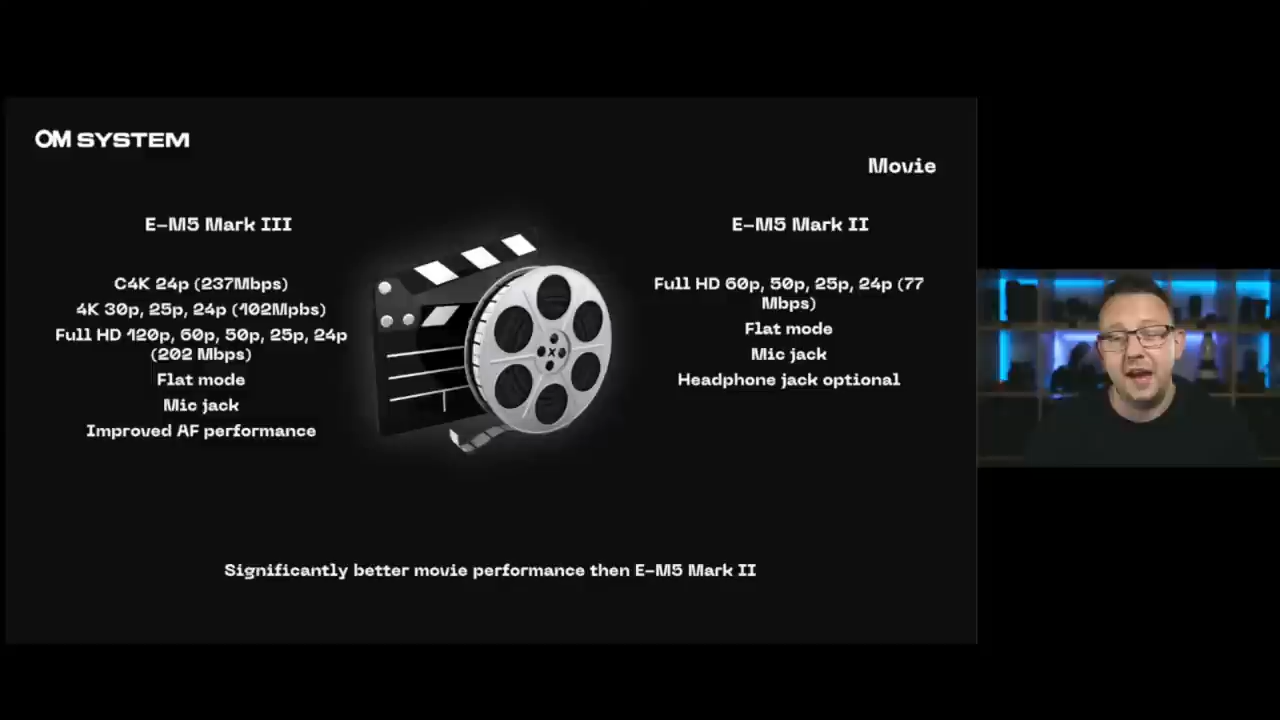 OM SYSTEM
Movie
E-M5 Mark III
C4K 24p (237Mbps)
4K 30p, 25p, 24p (102Mpbs)
Full HD 120p, 60p, 50p, 25p, 24p
(202 Mbps)
Flat mode
Mic jack
Improved AF performance
E-M5 Mark II
Full HD 60p, 50p, 25p, 24p (77
Mbps)
Flat mode
Mic jack
Headphone jack optional
Significantly better movie performance then E-M5 Mark II